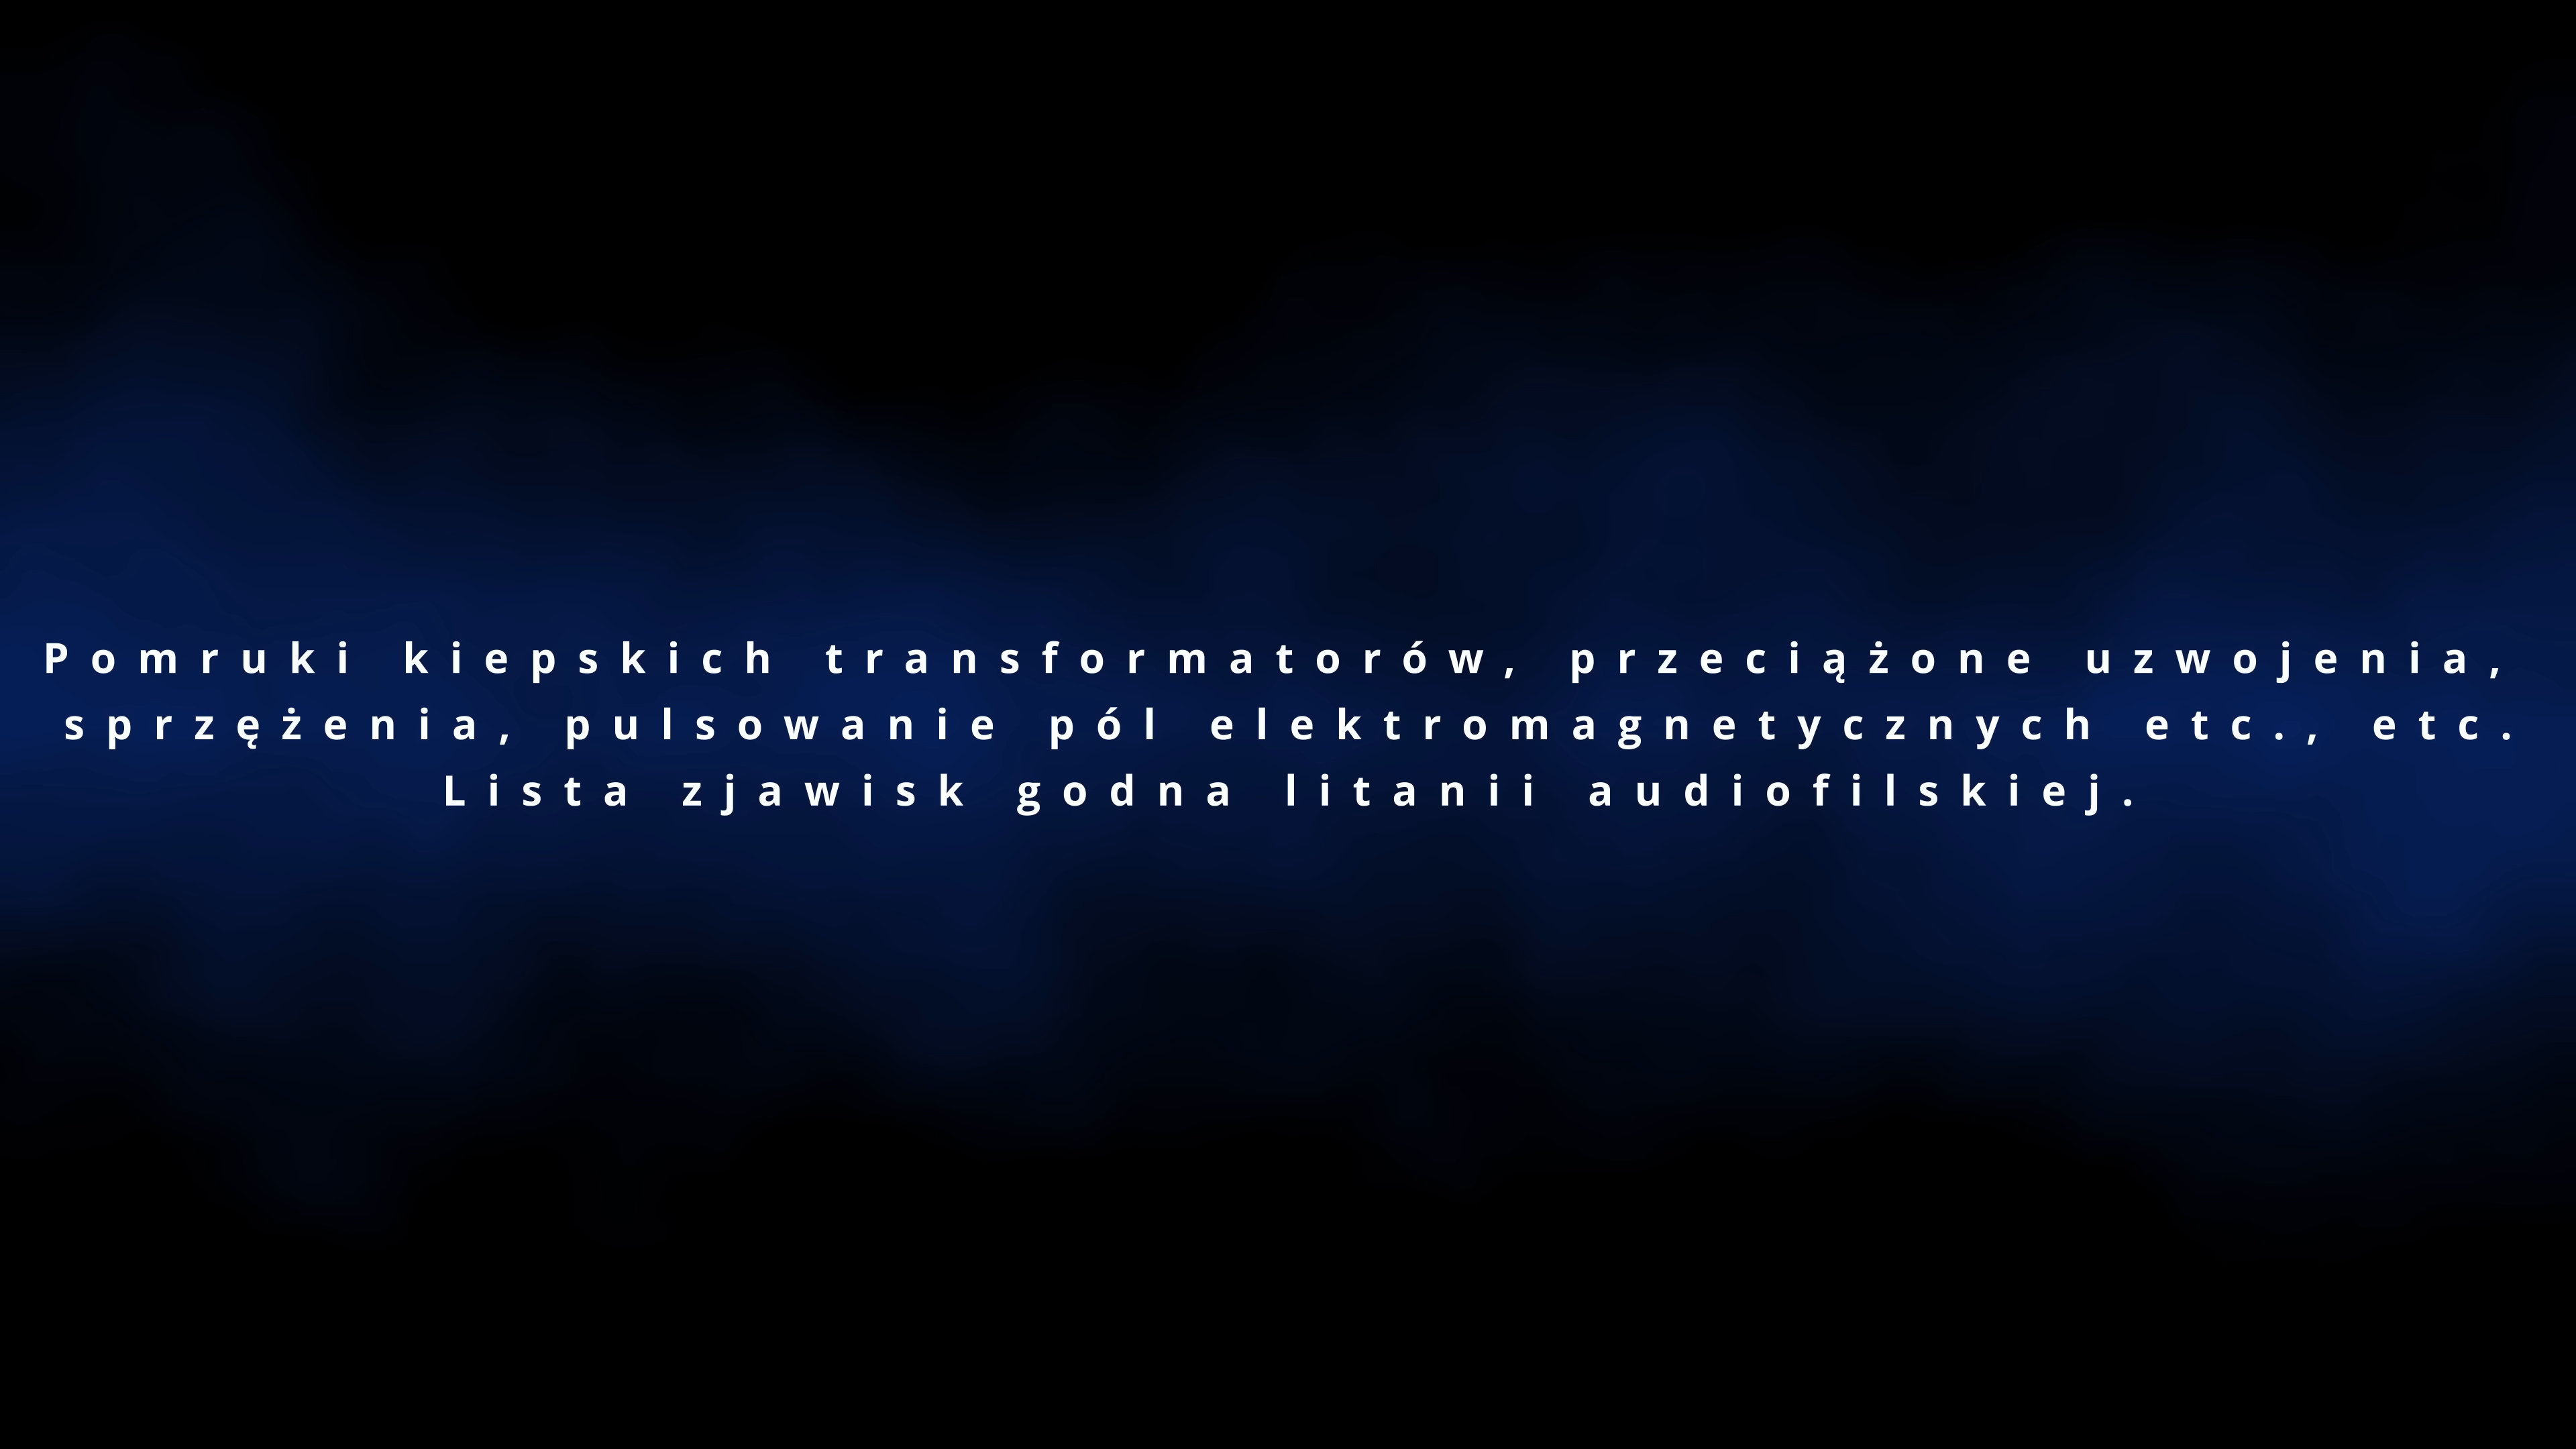 Pomruki kiepskich transformatorów, przeciążone uzwojenia,
sprzężenia, pulsowanie pól elektromagnetycznych etc., etc.
Lista zjawisk godna litanii audiofilskiej.